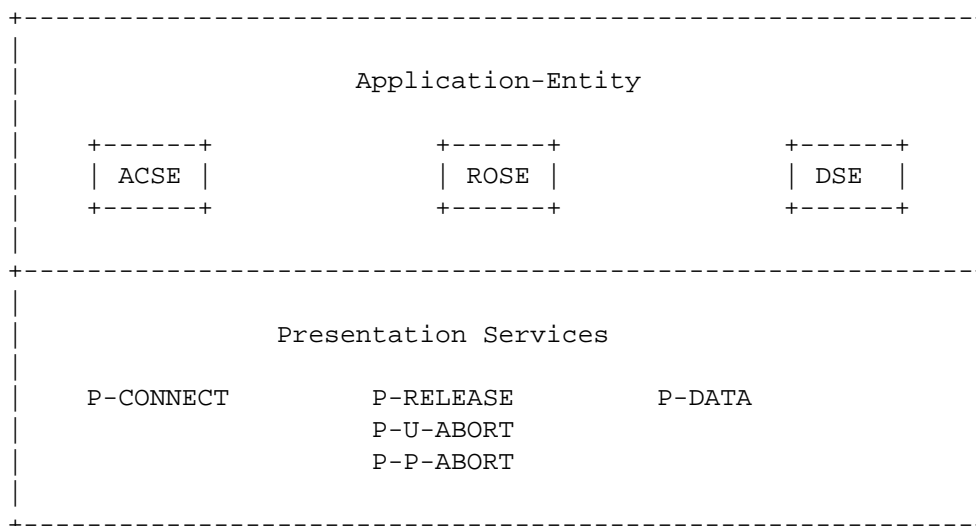 Application-Entity
ACSE ROSE DSE
Presentation Services
P-CONNECT P-RELEASE P-DATA
P-U-ABORT
P-P-ABORT